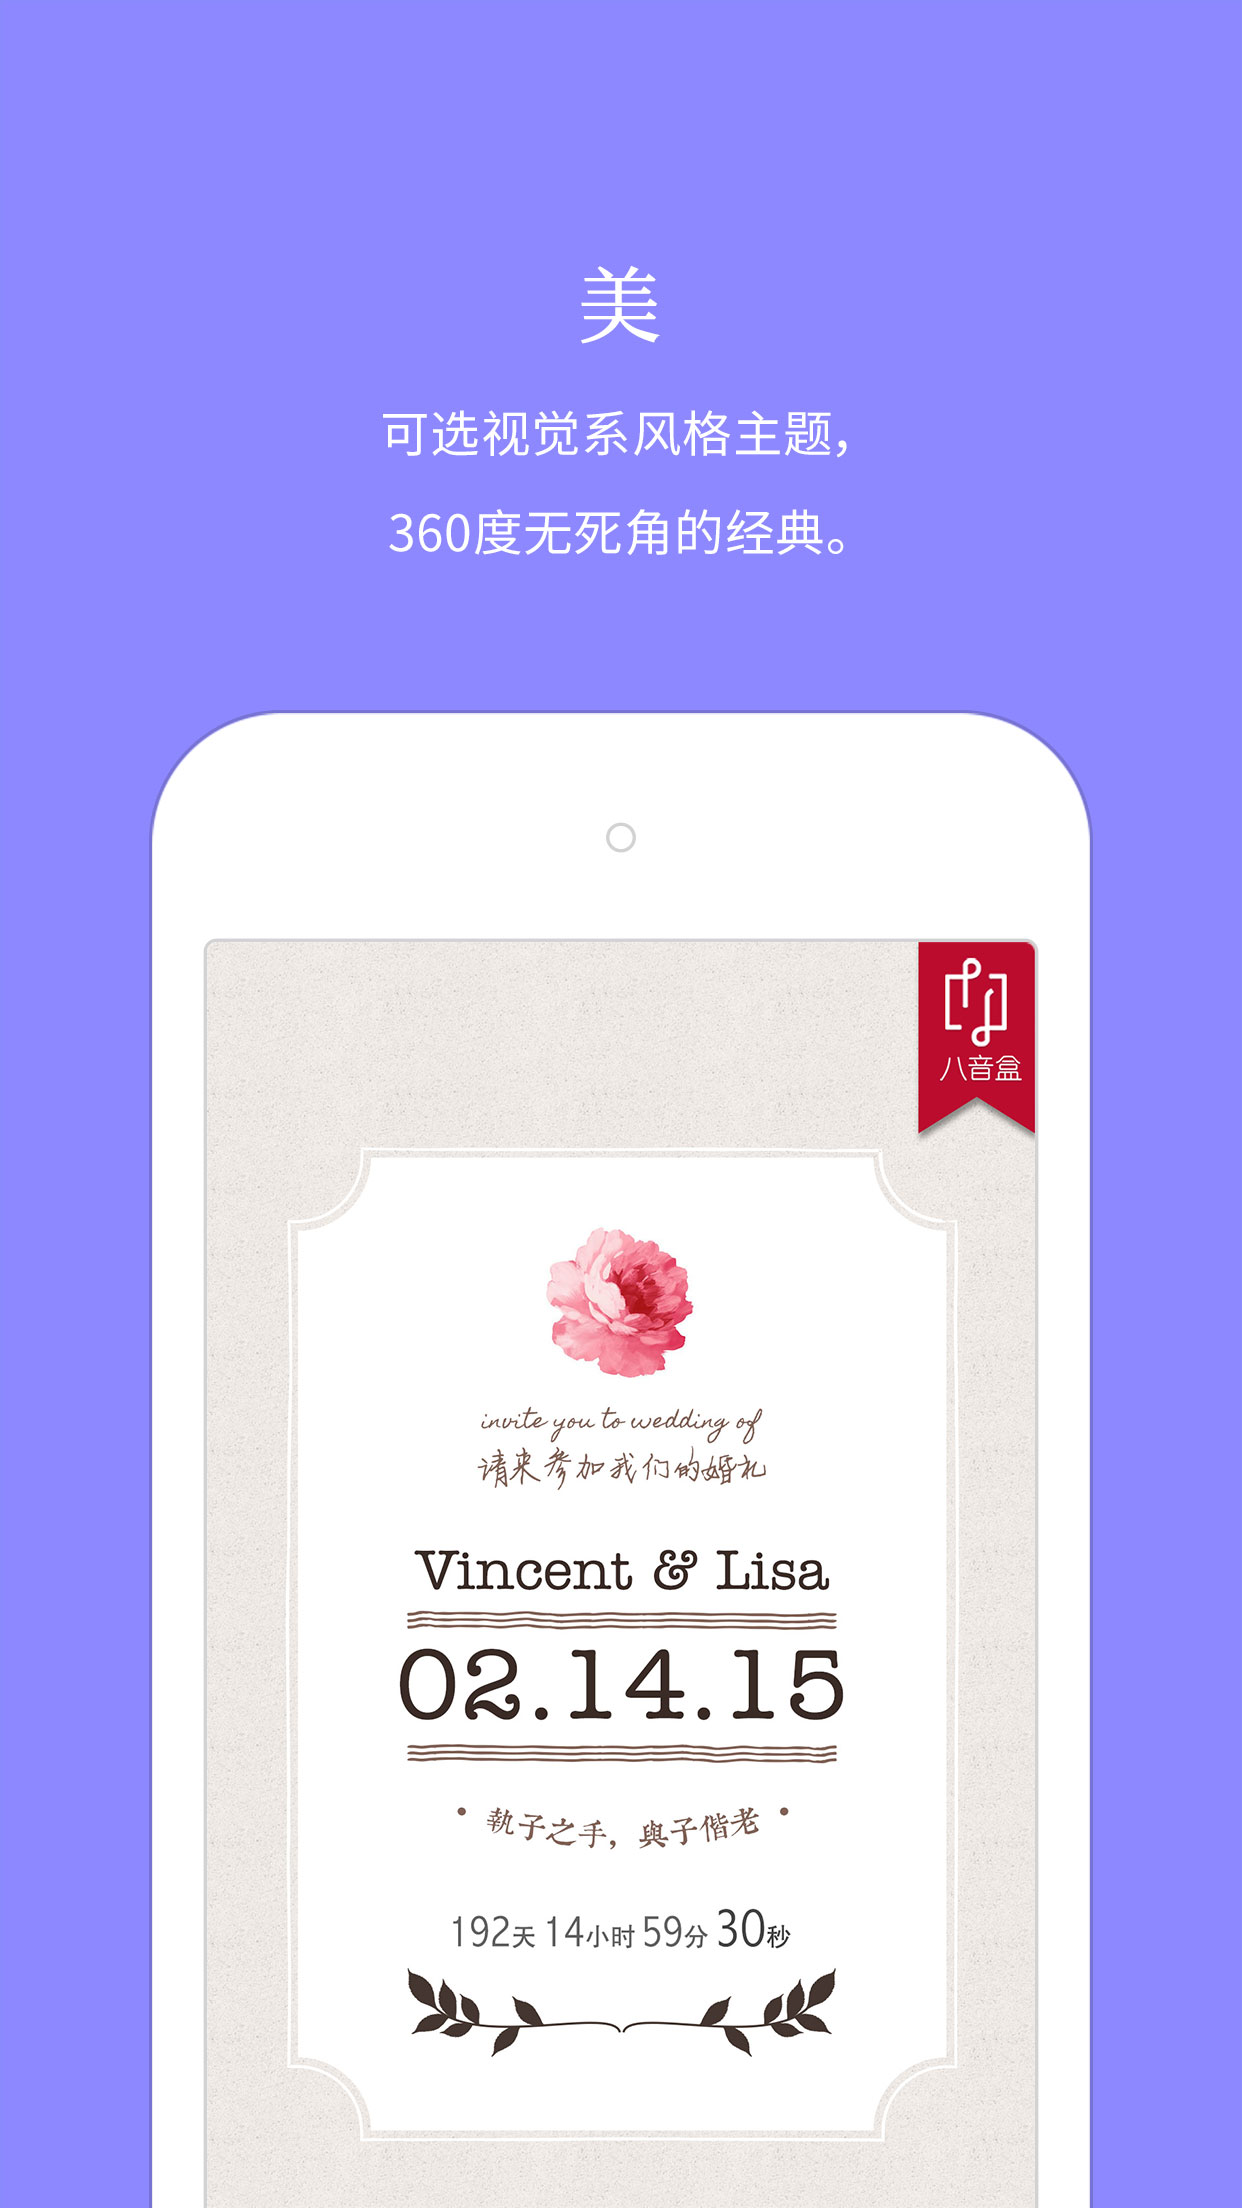 美
可选视觉系风格主题，
360度无死角的经典。
八音盒
invite you to wedding of
请来参加我们的婚礼
Vincent & Lisa
02.14.15
• 執子之手，與子偕老 •
192天 14小时 59分 30秒